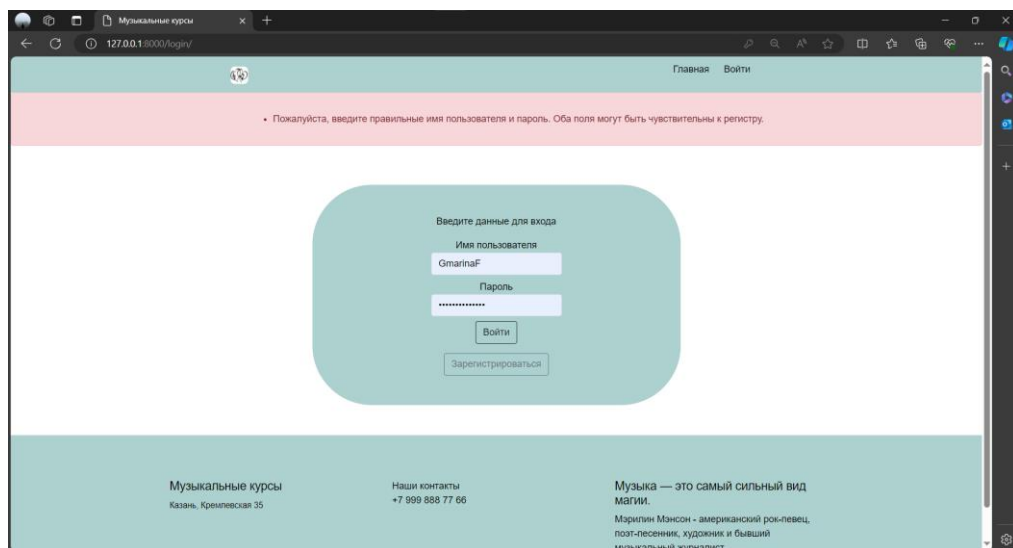 Музыкальные курсы
127.0.0.1:8000/login/
Главная Войти
Пожалуйста, введите правильные имя пользователя и пароль. Оба поля могут быть чувствительны к регистру.
Введите данные для входа
Имя пользователя
GmarinaF
Пароль
Войти
Зарегистрироваться
Музыкальные курсы
Казань, Кремлевская 35
Наши контакты
+7 999 888 77 66
Музыка — это самый сильный вид
магии.
Мэрилин Мэнсон - американский рок-певец,
поэт-песенник, художник и бывший
музыкальный журналист